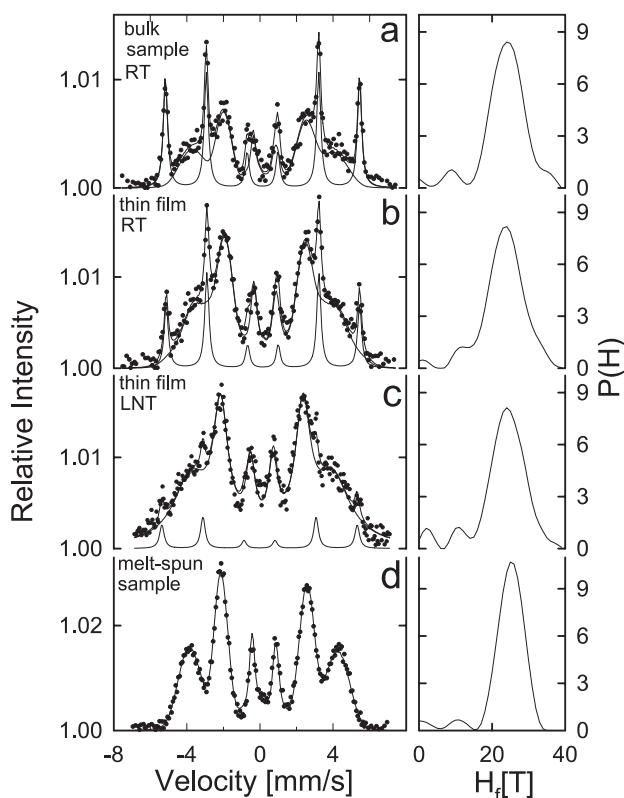 bulk
sample
RT
a
1.01
1.00
9
6
3
0
thin film
RT
b
1.01
1.00
9
6
3
0
thin film
LNT
c
1.01
1.00
9
6
3
0
melt-spun
sample
d
1.02
1.00
9
6
3
0
-8 -4 0 4
0 20 40
Velocity [mm/s]
H_f[T]
Relative Intensity
P(H)